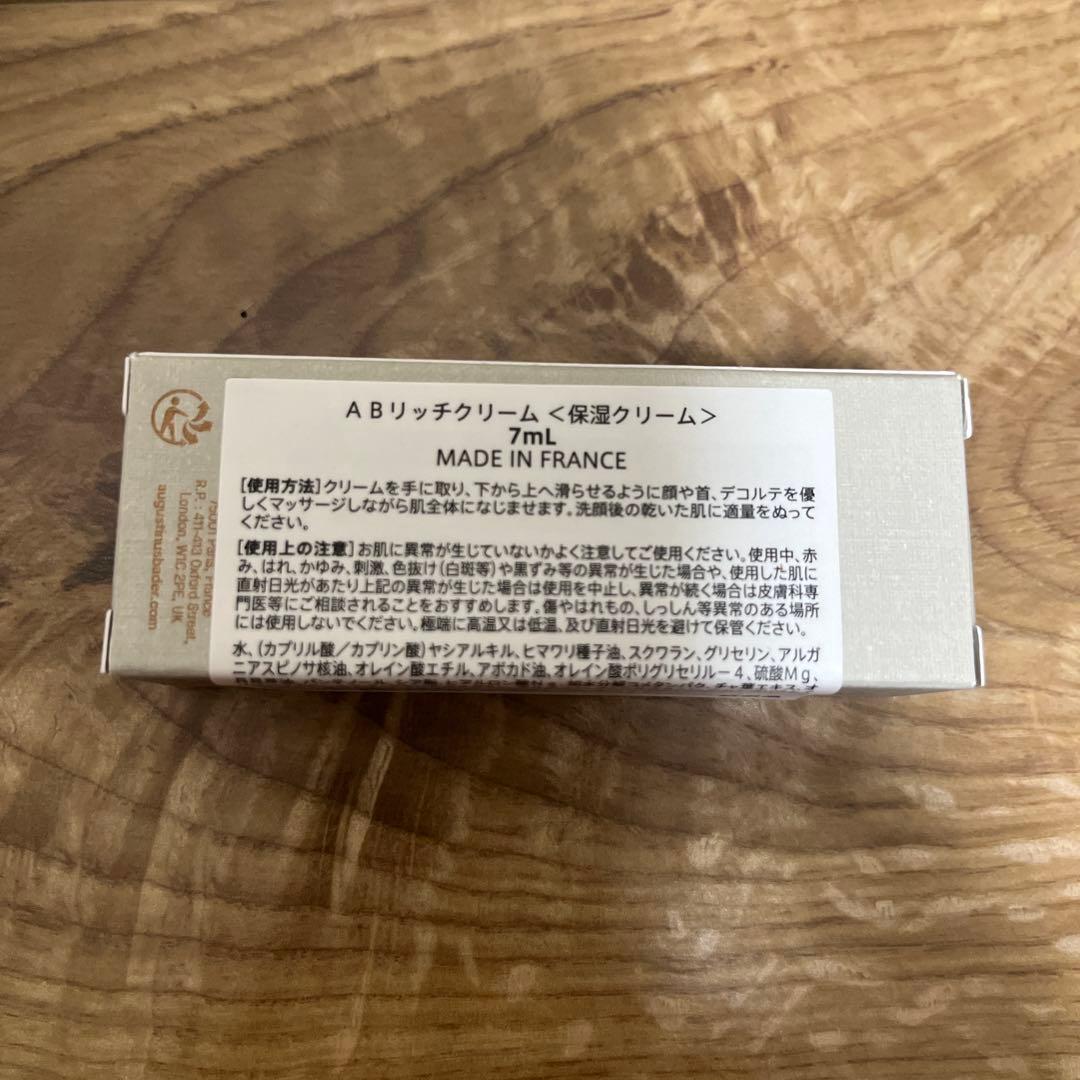 ABリッチクリーム <保湿クリーム>
7mL
MADE IN FRANCE
[使用方法]クリームを手に取り、下から上へ滑らせるように顔や首、デコルテを優
しくマッサージしながら肌全体になじませます。洗顔後の乾いた肌に適量をぬって
ください。
[使用上の注意]お肌に異常が生じていないかよく注意してご使用ください。使用中、赤
み、はれ、かゆみ、刺激、色抜け(白斑等)や黒ずみ等の異常が生じた場合や、使用した肌に
直射日光があたり上記の異常が生じた場合は使用を中止し、異常が続く場合は皮膚科専
門医等にご相談されることをおすすめします。傷やはれもの、しっしん等異常のある場所
には使用しないでください。極端に高温又は低温、及び直射日光を避けて保管ください。
水、(カプリル酸/カプリン酸)ヤシアルキル、ヒマワリ種子油、スクワラン、グリセリン、アルガ
ニアスピノサ核油、オレイン酸エチル、アボカド油、オレイン酸ポリグリセリル-4、硫酸Mg、
75001 Paris, France
R.P. : 411-413 Oxford Street,
London, W1C 2PE, UK
augustinusbader.com